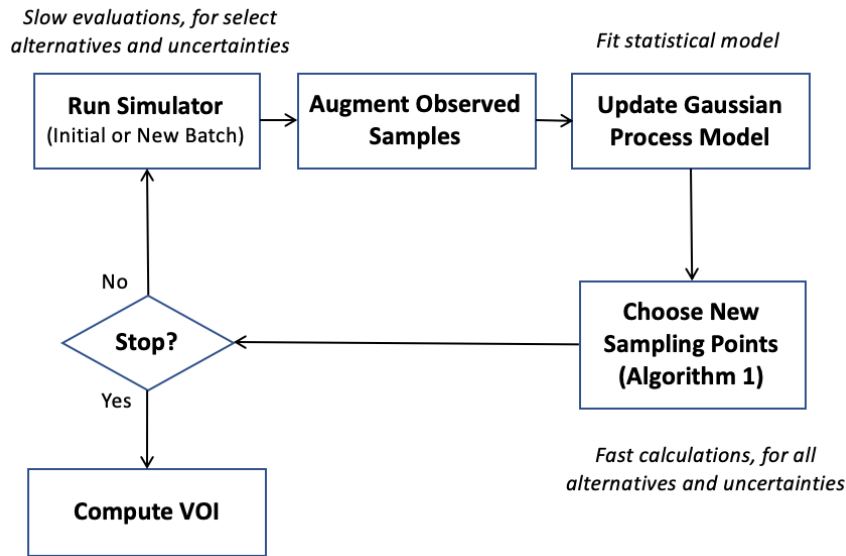 Slow evaluations, for select
alternatives and uncertainties
Fit statistical model
Run Simulator
(Initial or New Batch)
Augment Observed
Samples
Update Gaussian
Process Model
No
Stop?
Yes
Choose New
Sampling Points
(Algorithm 1)
Fast calculations, for all
alternatives and uncertainties
Compute VOI